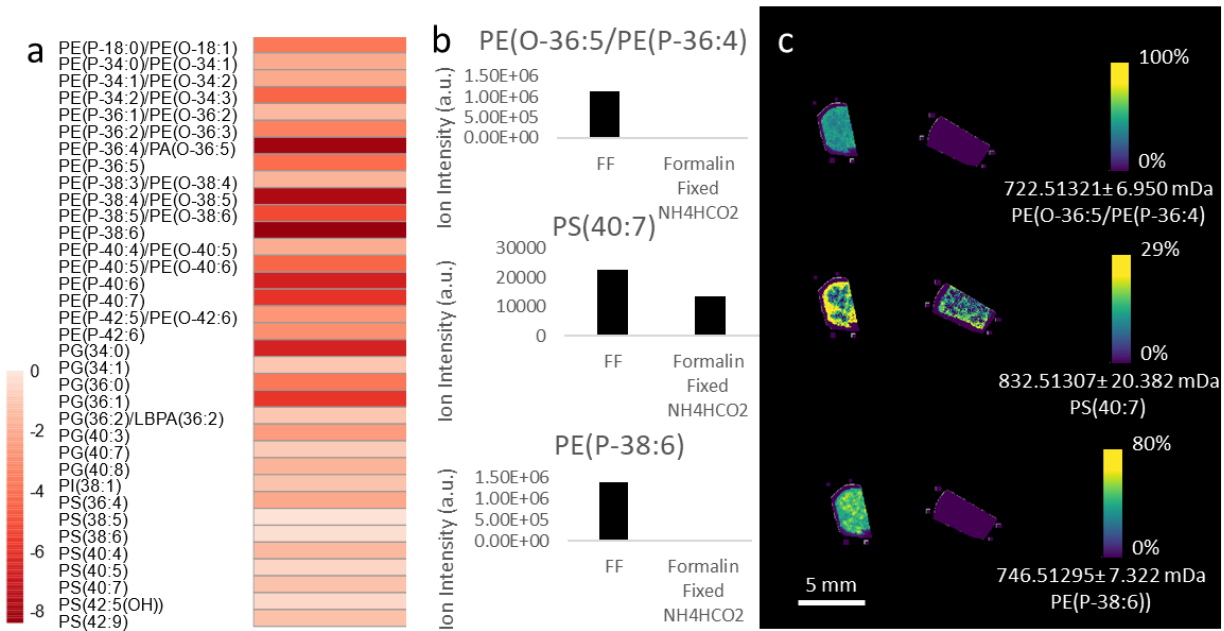 a
PE(P-18:0)/PE(O-18:1)
PE(P-34:0)/PE(O-34:1)
PE(P-34:1)/PE(O-34:2)
PE(P-34:2)/PE(O-34:3)
PE(P-36:1)/PE(O-36:2)
PE(P-36:2)/PE(O-36:3)
PE(P-36:4)/PA(O-36:5)
PE(P-36:5)
PE(P-38:3)/PE(O-38:4)
PE(P-38:4)/PE(O-38:5)
PE(P-38:5)/PE(O-38:6)
PE(P-38:6)
PE(P-40:4)/PE(O-40:5)
PE(P-40:5)/PE(O-40:6)
PE(P-40:6)
PE(P-40:7)
PE(P-42:5)/PE(O-42:6)
PE(P-42:6)
PG(34:0)
PG(34:1)
PG(36:0)
PG(36:1)
PG(36:2)/LBPA(36:2)
PG(40:3)
PG(40:7)
PG(40:8)
PI(38:1)
PS(36:4)
PS(38:5)
PS(38:6)
PS(40:4)
PS(40:5)
PS(40:7)
PS(42:5(OH))
PS(42:9)
0
-2
-4
-6
-8
b
PE(O-36:5/PE(P-36:4)
Ion Intensity (a.u.)
1.50E+06
1.00E+06
5.00E+05
0.00E+00
FF
Formalin
Fixed
NH4HCO2
PS(40:7)
Ion Intensity (a.u.)
30000
20000
10000
0
FF
Formalin
Fixed
NH4HCO2
PE(P-38:6)
Ion Intensity (a.u.)
1.50E+06
1.00E+06
5.00E+05
0.00E+00
FF
Formalin
Fixed
NH4HCO2
c
100%
0%
722.51321± 6.950 mDa
PE(O-36:5/PE(P-36:4)
29%
0%
832.51307± 20.382 mDa
PS(40:7)
80%
0%
746.51295± 7.322 mDa
PE(P-38:6))
5 mm